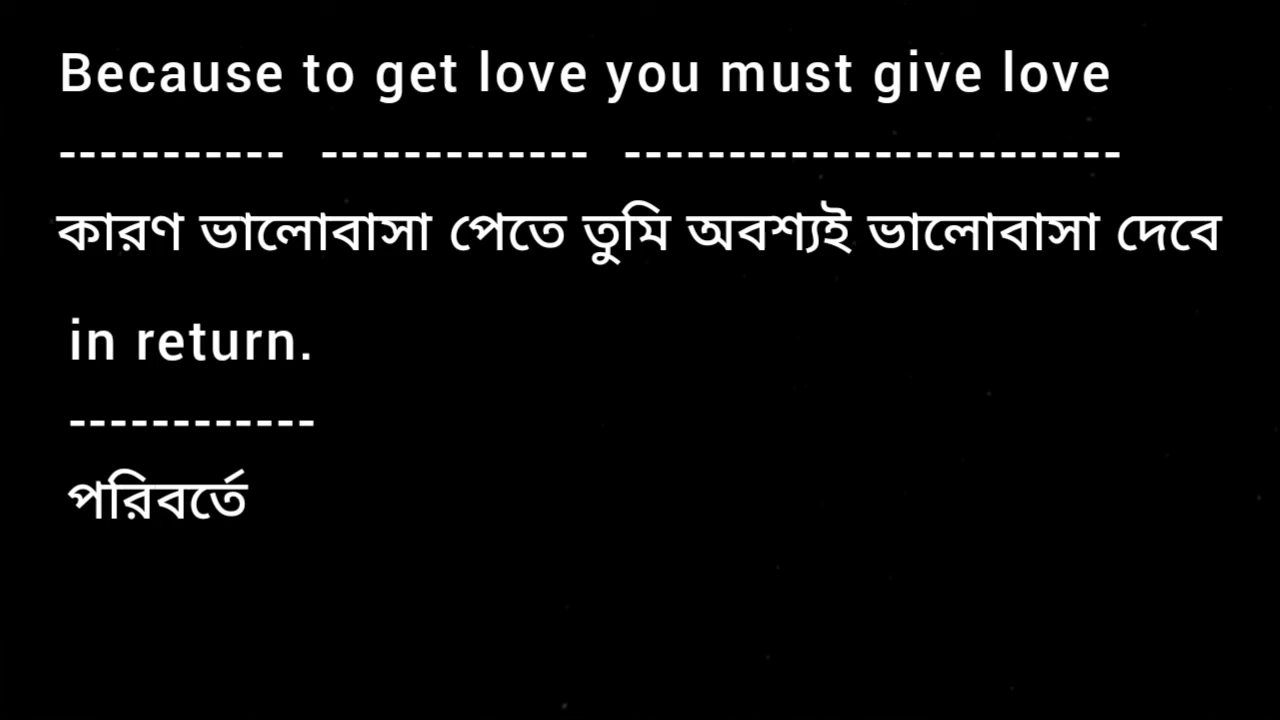 Because to get love you must give love
----------- ------------- ------------------------
কারণ ভালোবাসা পেতে তুমি অবশ্যই ভালোবাসা দেবে
in return.
------------
পরিবর্তে